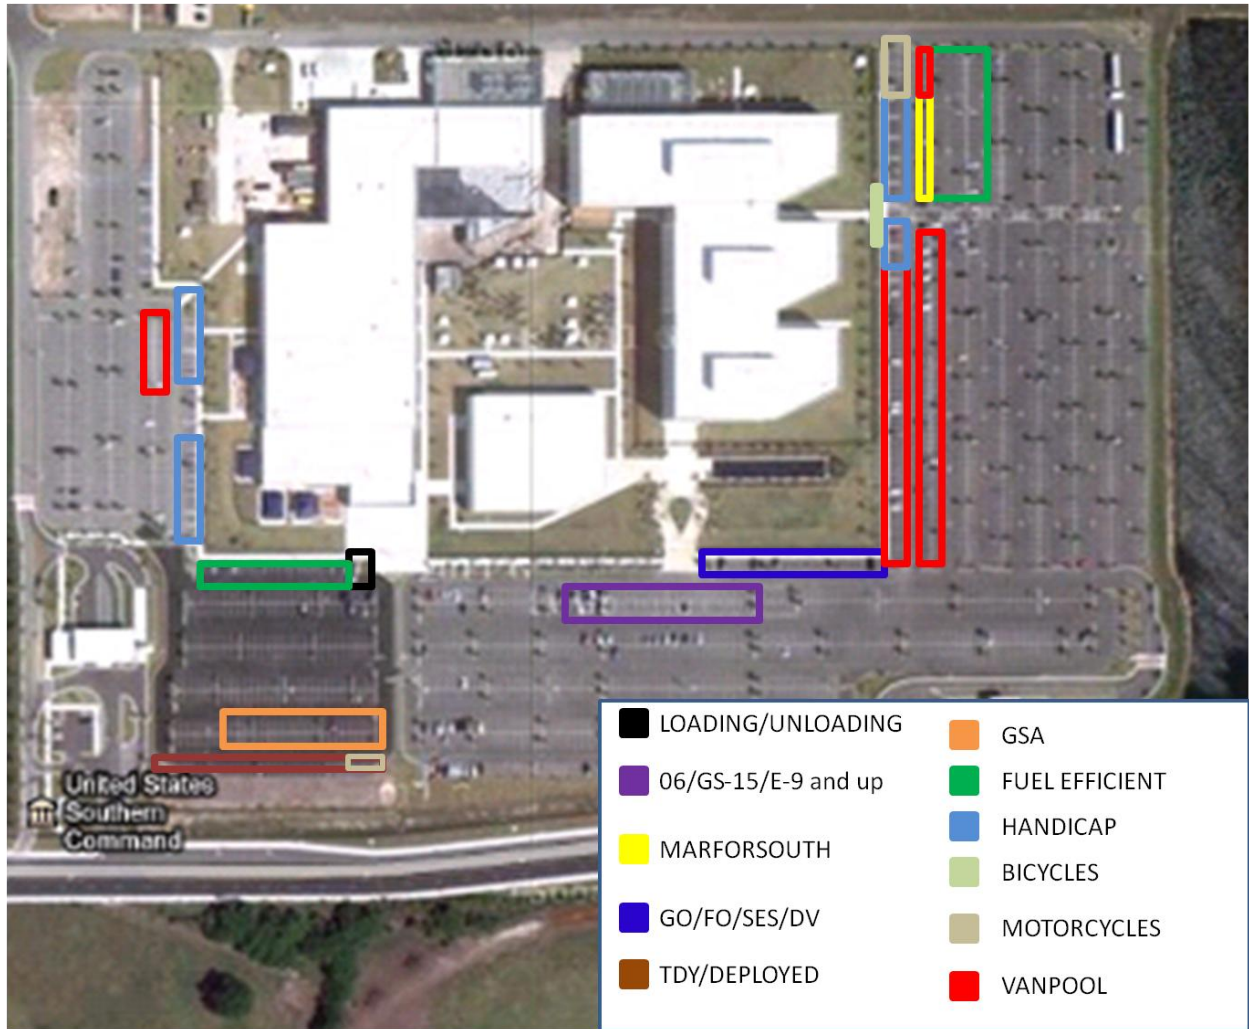 United States
Southern
Command
LOADING/UNLOADING
06/GS-15/E-9 and up
MARFORSOUTH
GO/FO/SES/DV
TDY/DEPLOYED
GSA
FUEL EFFICIENT
HANDICAP
BICYCLES
MOTORCYCLES
VANPOOL